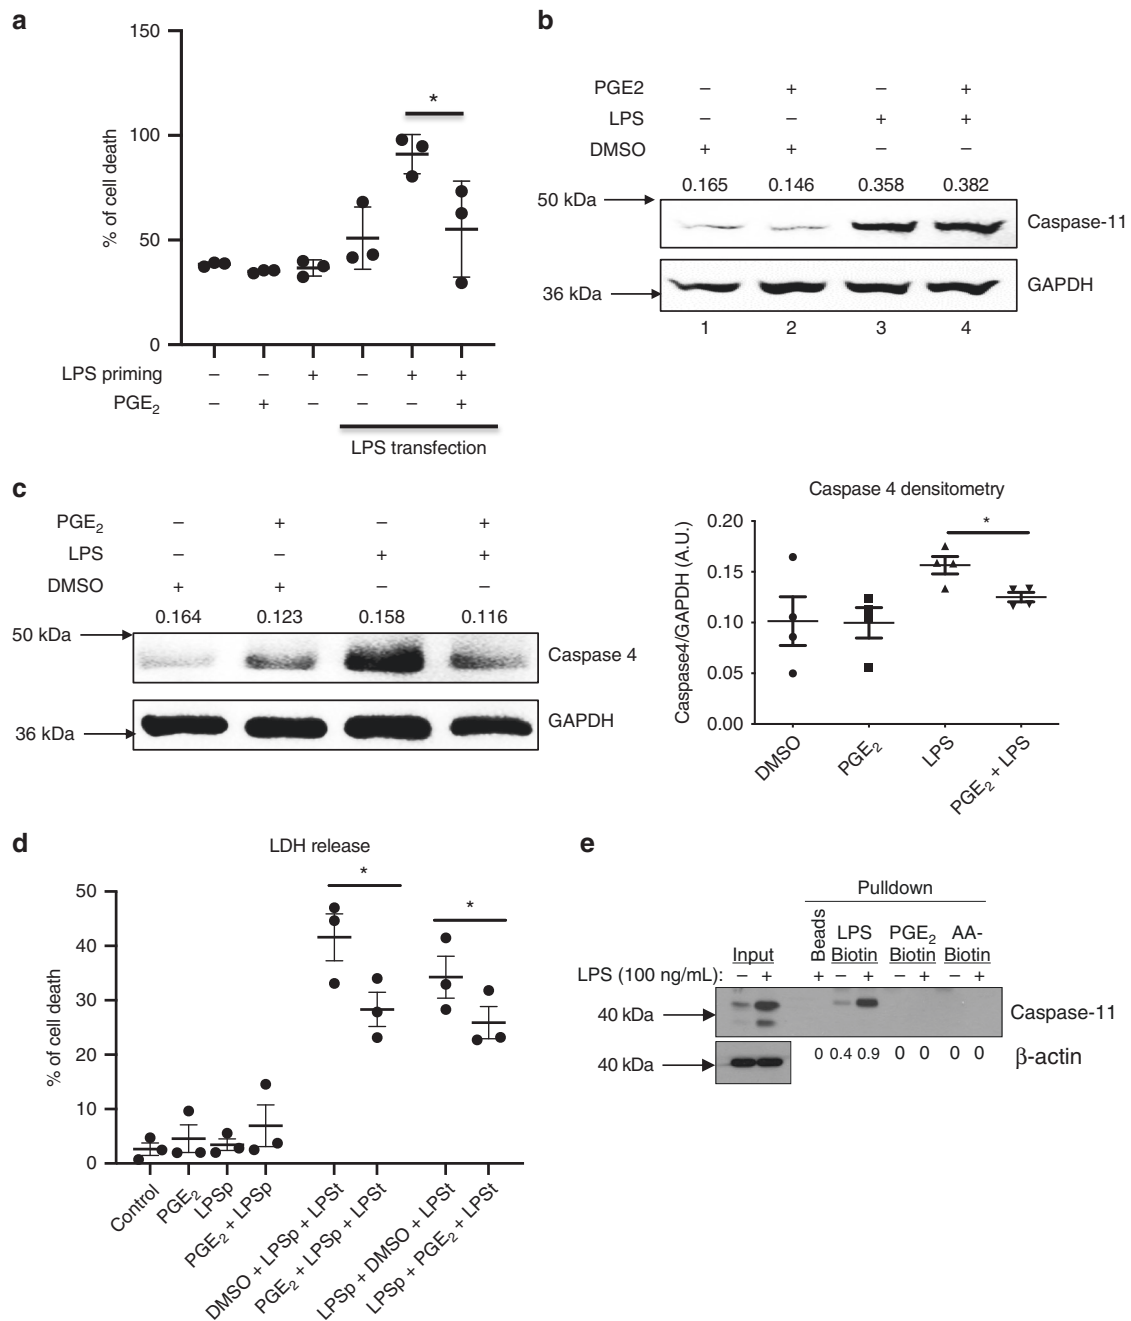 a
150
100
50
0
% of cell death
*
LPS priming – – + – + +
PGE2 – + – – – +
LPS transfection
b
PGE2 – + – +
LPS – – + +
DMSO + + – –
0.165 0.146 0.358 0.382
50 kDa
Caspase-11
36 kDa
GAPDH
1 2 3 4
c
PGE2 – + – +
LPS – – + +
DMSO + + – –
0.164 0.123 0.158 0.116
50 kDa
Caspase 4
36 kDa
GAPDH
Caspase 4 densitometry
Caspase4/GAPDH (A.U.)
0.20
0.15
0.10
0.05
0.00
*
DMSO
PGE2
LPS
PGE2 + LPS
d
LDH release
% of cell death
50
40
30
20
10
0
*
*
Control
PGE2
LPSp
PGE2 + LPSp
DMSO + LPSp + LPSt
PGE2 + LPSp + LPSt
LPSp + DMSO + LPSt
LPSp + PGE2 + LPSt
e
Pulldown
Input
Beads
LPS Biotin
PGE2 Biotin
AA-Biotin
LPS (100 ng/mL): – + + – + – + – +
40 kDa
Caspase-11
0 0.4 0.9 0 0 0 0
40 kDa
β-actin